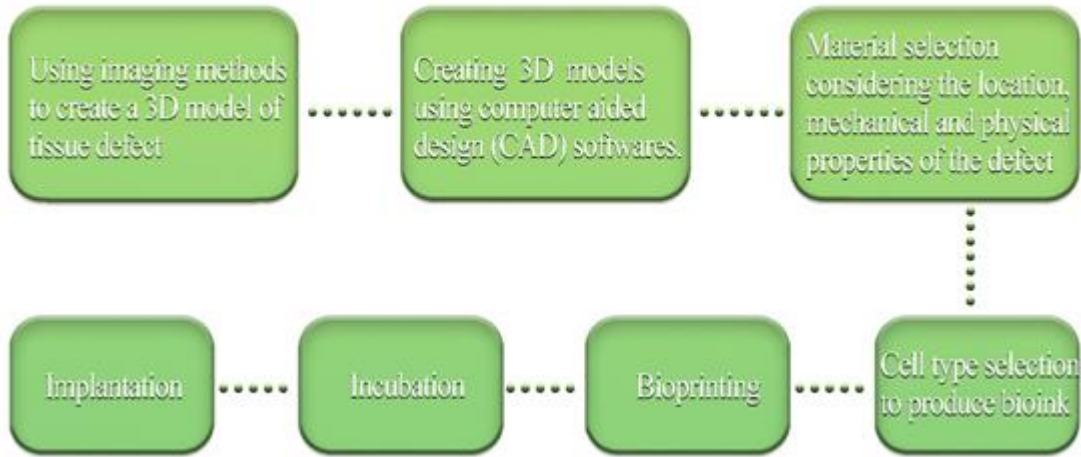 Using imaging methods
to create a 3D model of
tissue defect
Creating 3D models
using computer aided
design (CAD) softwares.
Material selection
considering the location,
mechanical and physical
properties of the defect
Cell type selection
to produce bioink
Bioprinting
Incubation
Implantation